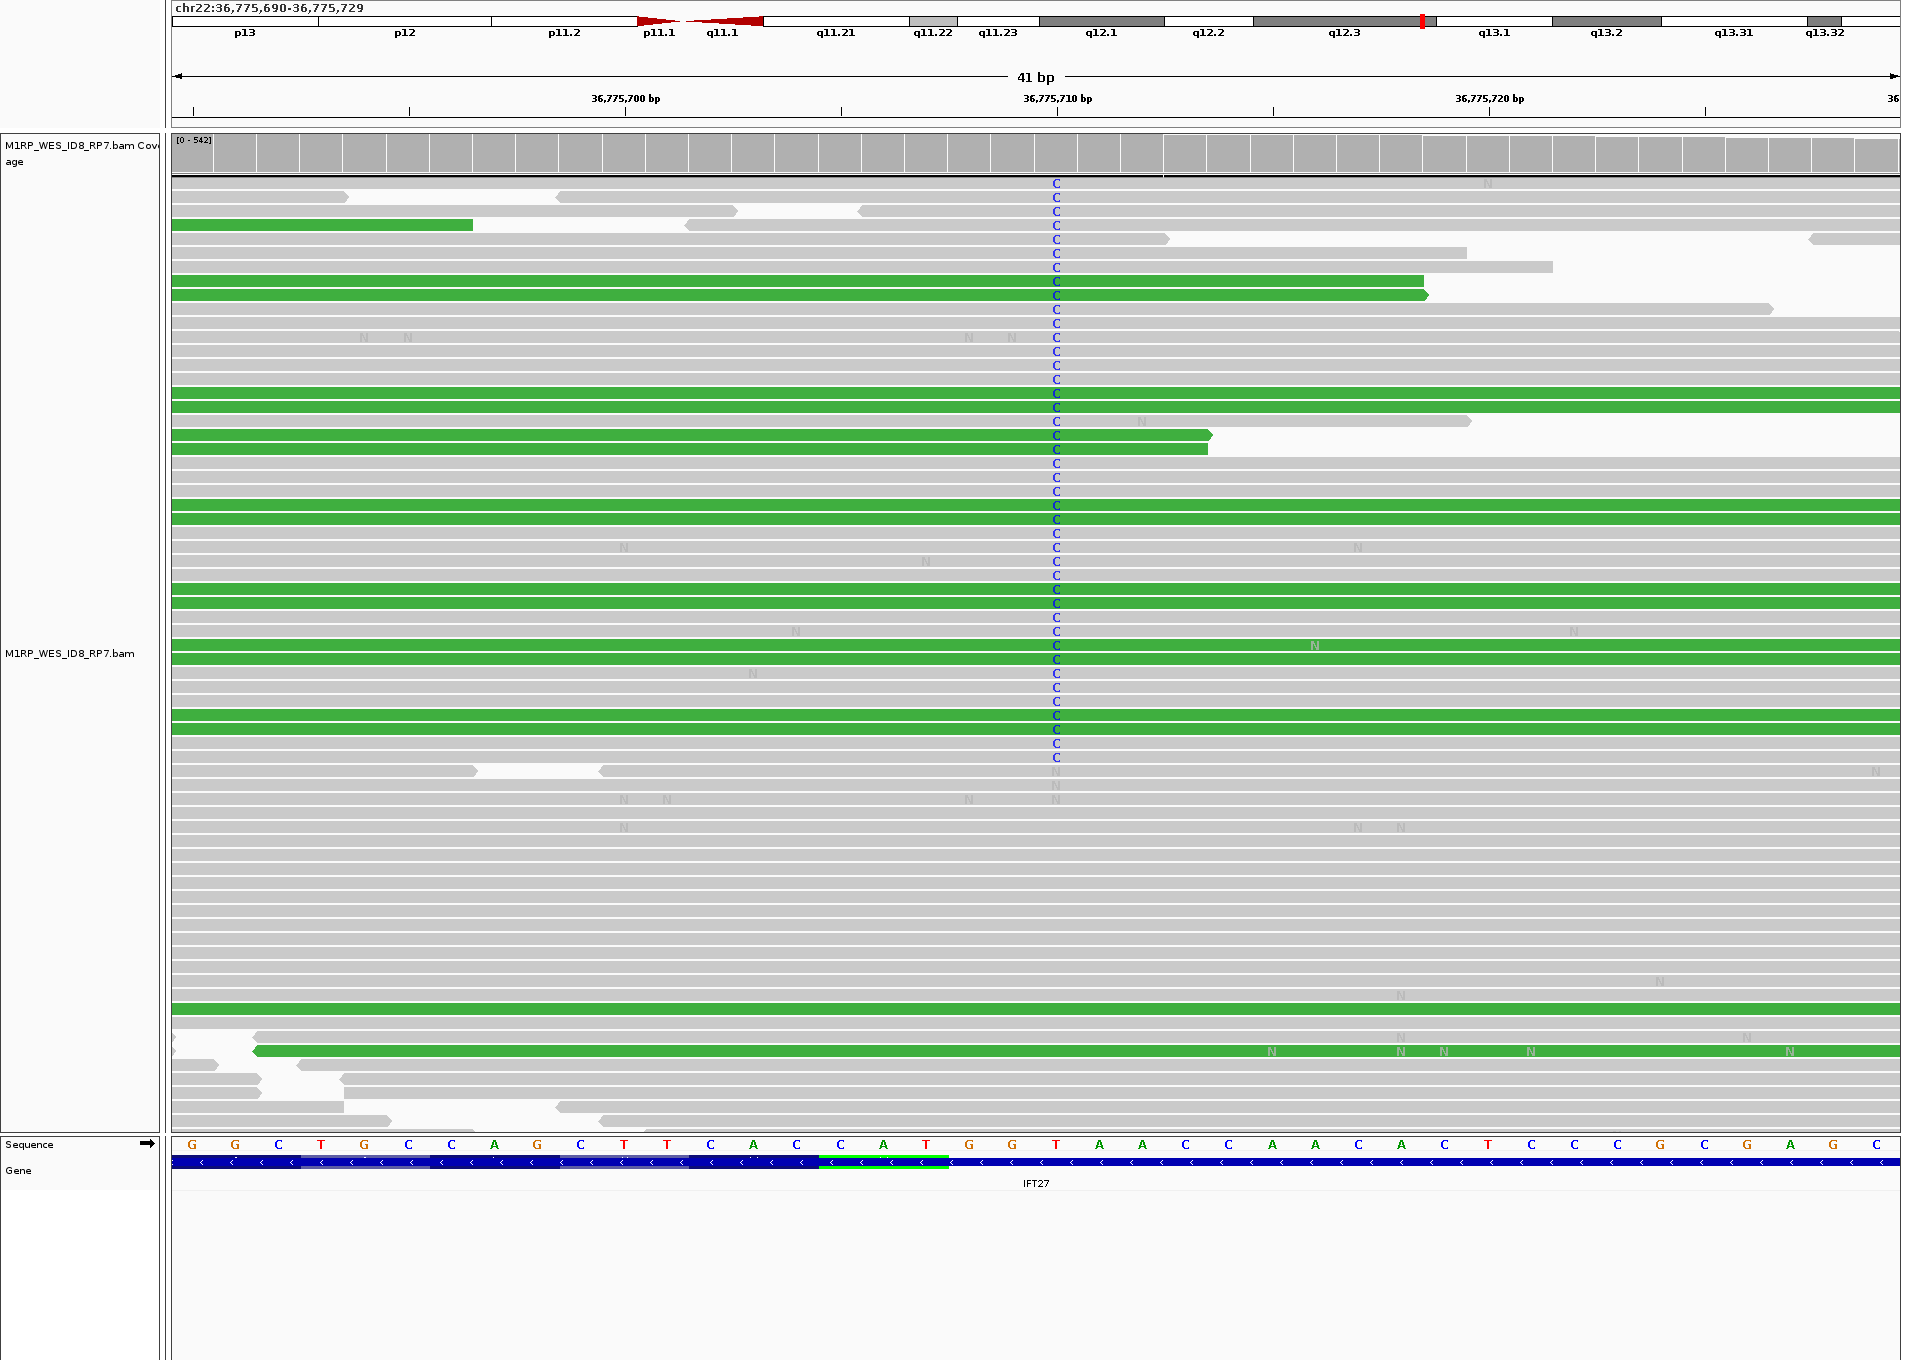 chr22:36,775,690-36,775,729
p13 p12 p11.2 p11.1 q11.1 q11.21 q11.22 q11.23 q12.1 q12.2 q12.3 q13.1 q13.2 q13.31 q13.32
41 bp
36,775,700 bp 36,775,710 bp 36,775,720 bp 36
M1RP_WES_ID8_RP7.bam Cov
age
[0 - 542]
C N
C
C
C
C
C
C
C
C
C
C
N N N N C
C
C
C
C
C
C N
C
C
C
C
C
C
C
C
N C N
N C
C
C
C
C
N C N
C N
C
N C
C
C
C
C
C
C
M1RP_WES_ID8_RP7.bam
N N
N
N N N N
N N N
N
N
N N
N N N N N
Sequence G G C T G C C A G C T T C A C C A T G G T A A C C A A C A C T C C C G C G A G C
Gene
IFT27